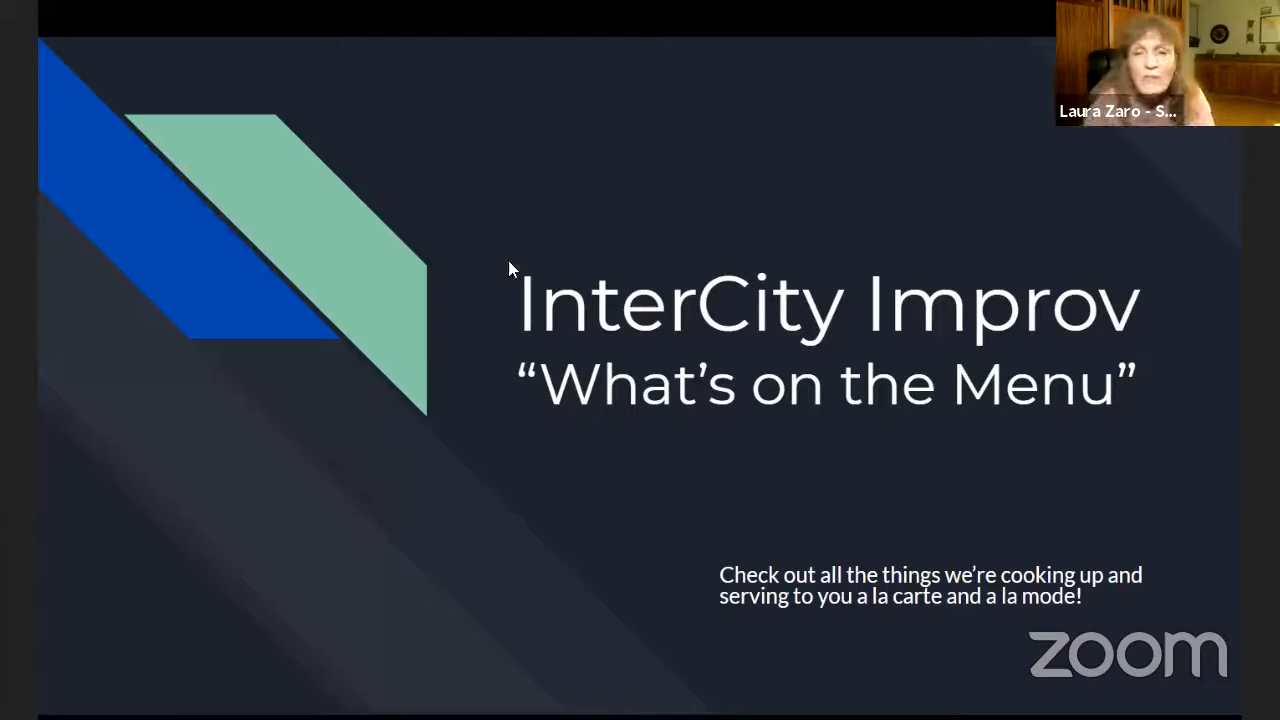 Laura Zaro - S...
InterCity Improv
“What’s on the Menu”
Check out all the things we’re cooking up and
serving to you a la carte and a la mode!
zoom